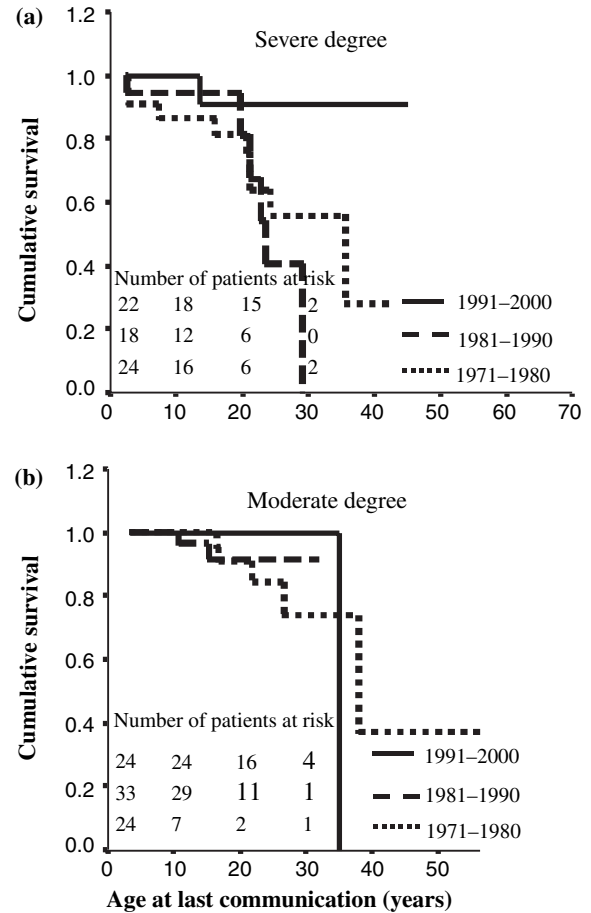 (a)
1.2
Severe degree
1.0
0.8
0.6
0.4
0.2
0.0
Cumulative survival
Number of patients at risk
22 18 15 2
18 12 6 0
24 16 6 2
1991–2000
1981–1990
1971–1980
0 10 20 30 40 50 60 70
(b)
1.2
Moderate degree
1.0
0.8
0.6
0.4
0.2
0.0
Cumulative survival
Number of patients at risk
24 24 16 4
33 29 11 1
24 7 2 1
1991–2000
1981–1990
1971–1980
0 10 20 30 40 50
Age at last communication (years)